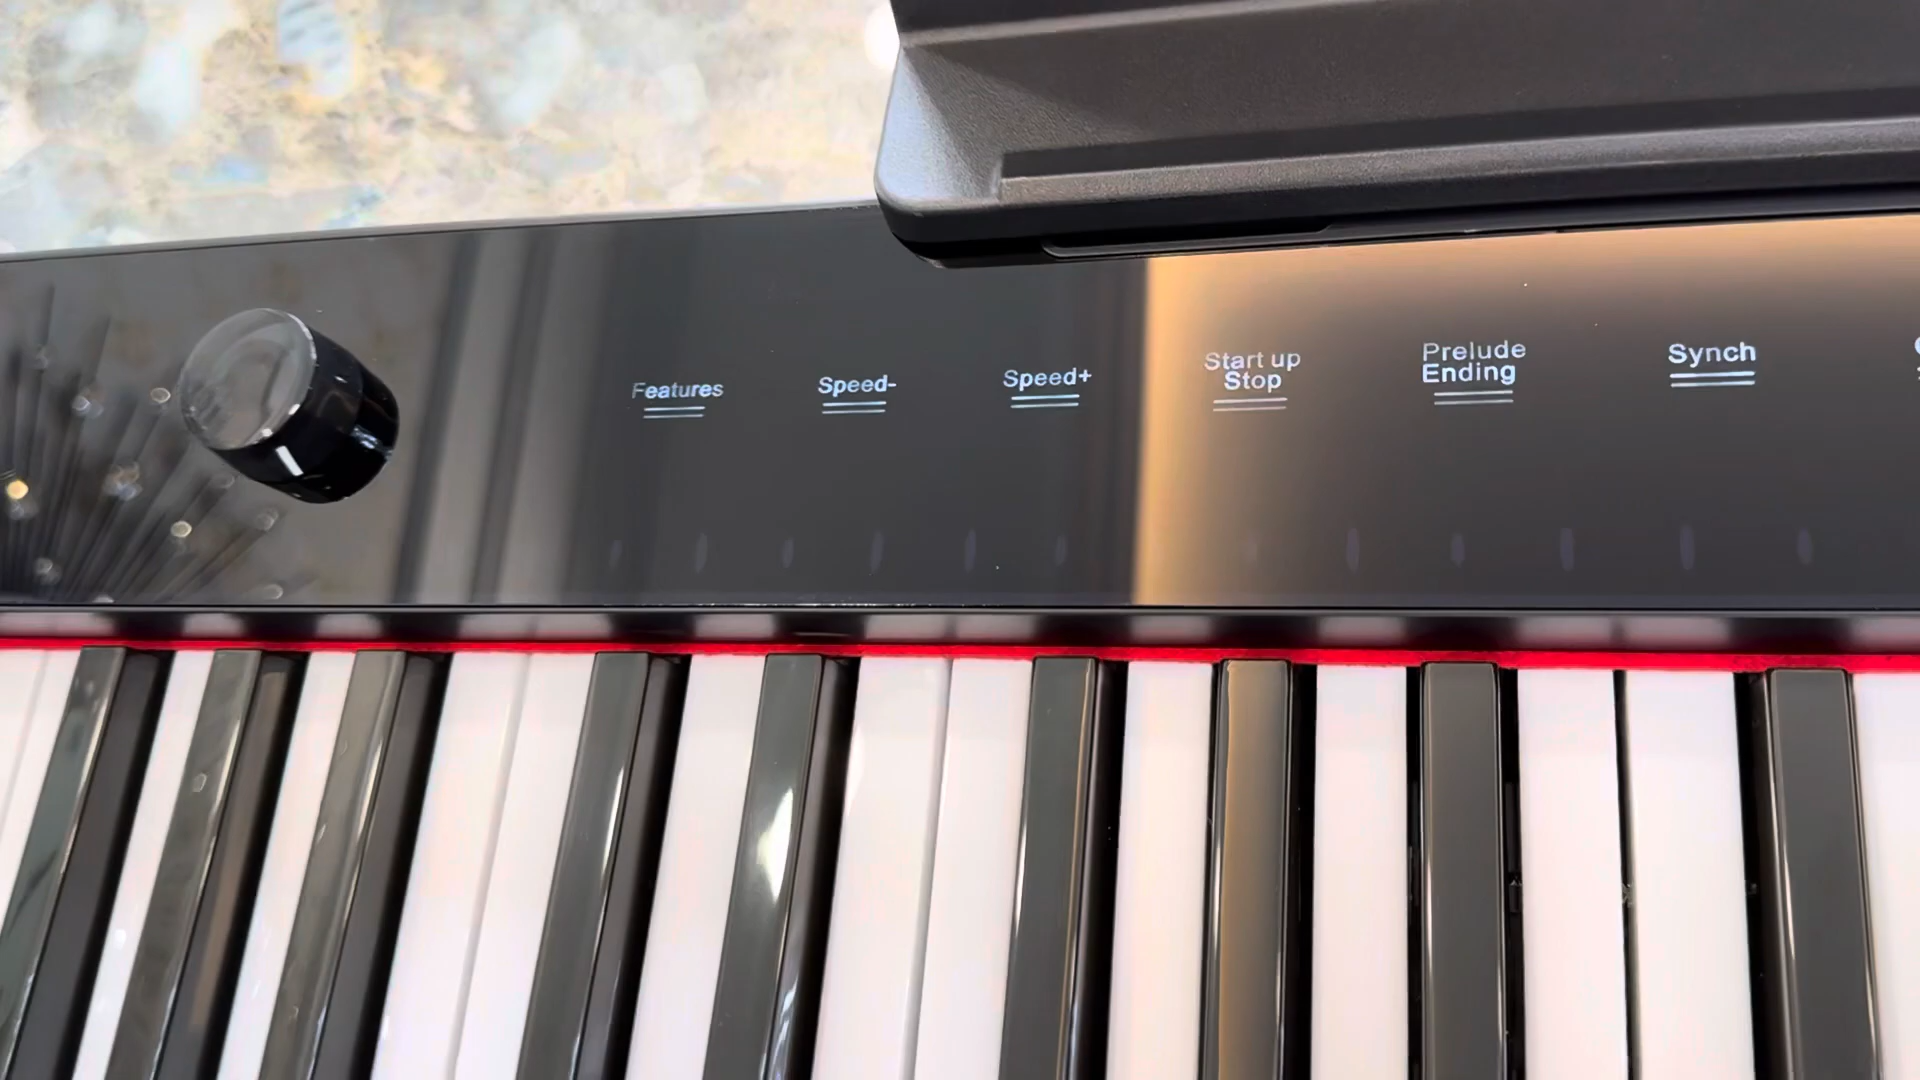 Features
Speed-
Speed+
Start up
Stop
Prelude
Ending
Synch